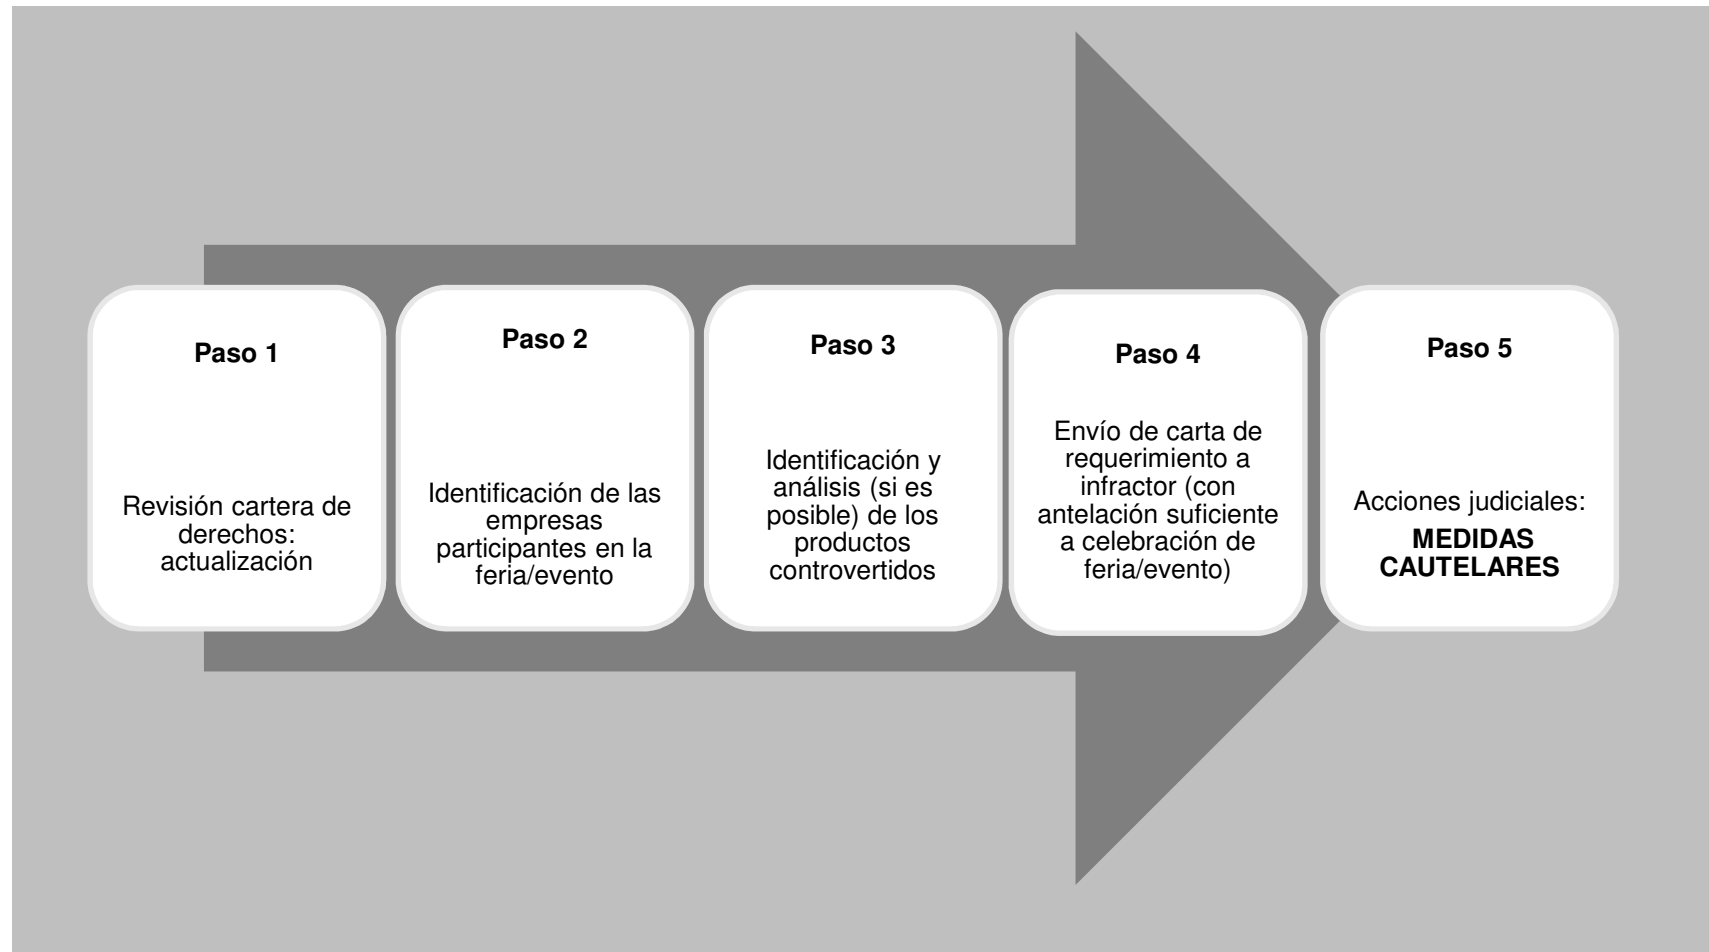 Paso 1
Revisión cartera de
derechos:
actualización
Paso 2
Identificación de las
empresas
participantes en la
feria/evento
Paso 3
Identificación y
análisis (si es
posible) de los
productos
controvertidos
Paso 4
Envío de carta de
requerimiento a
infractor (con
antelación suficiente
a celebración de
feria/evento)
Paso 5
Acciones judiciales:
MEDIDAS
CAUTELARES